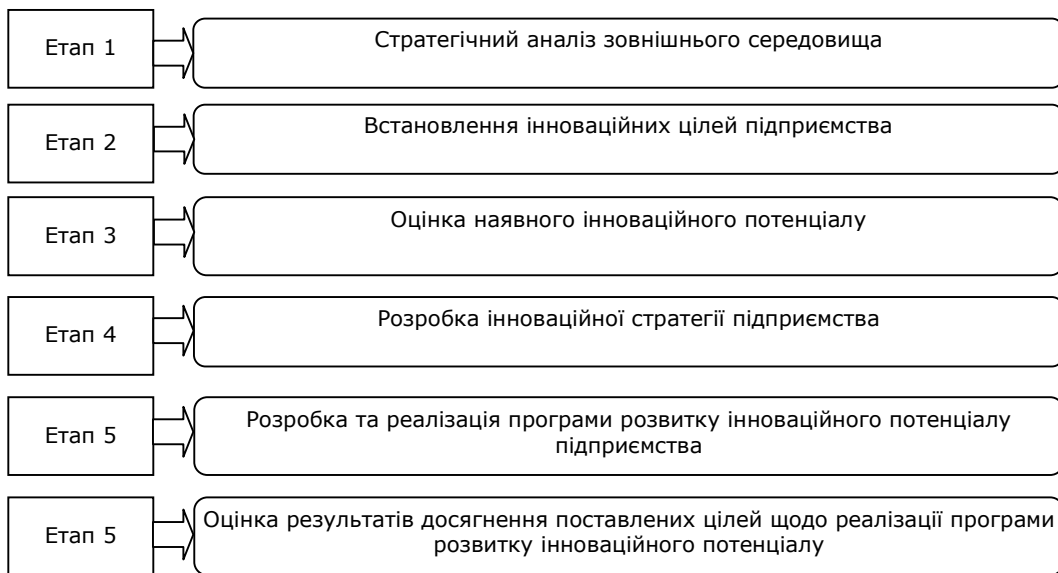 Етап 1
Стратегічний аналіз зовнішнього середовища
Етап 2
Встановлення інноваційних цілей підприємства
Етап 3
Оцінка наявного інноваційного потенціалу
Етап 4
Розробка інноваційної стратегії підприємства
Етап 5
Розробка та реалізація програми розвитку інноваційного потенціалу
підприємства
Етап 5
Оцінка результатів досягнення поставлених цілей щодо реалізації програми
розвитку інноваційного потенціалу